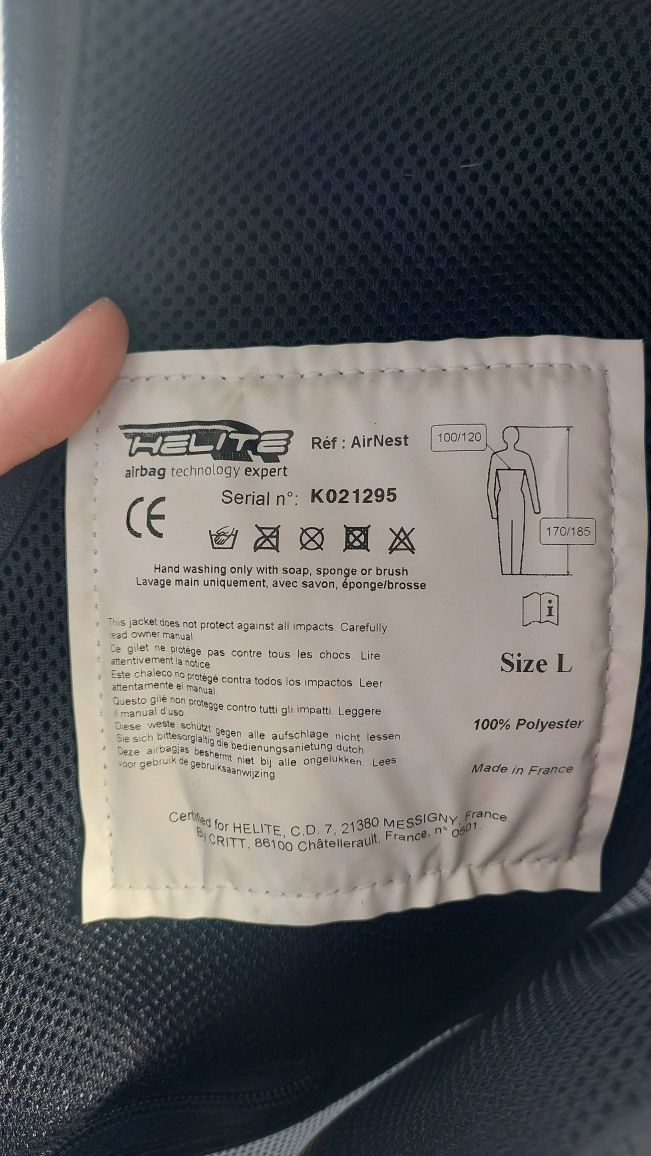 HELITE
airbag technology expert
Réf : AirNest
Serial n°: K021295
CE
100/120
170/185
Hand washing only with soap, sponge or brush
Lavage main uniquement, avec savon, éponge/brosse
This jacket does not protect against all impacts. Carefully
read owner manual.
Ce gilet ne protège pas contre tous les chocs. Lire
attentivement la notice
Este chaleco no protegé contra todos los impactos. Leer
attentamente el manual.
Questo gilé non protegge contro tutti gli impatti. Leggere
il manual d'uso
Diese weste schützt gegen alle aufschlage nicht lessen.
Sie sich bittesorglaltig die bedienungsanietung dutch
Deze airbagjas beshermt niet bij alle ongelukken. Lees
voor gebruik de gebruiksaanwijzing
i
Size L
100% Polyester
Made in France
Certified for HELITE, C.D. 7, 21380 MESSIGNY, France
By CRITT, 86100 Châtellerault, France, n° 0501.